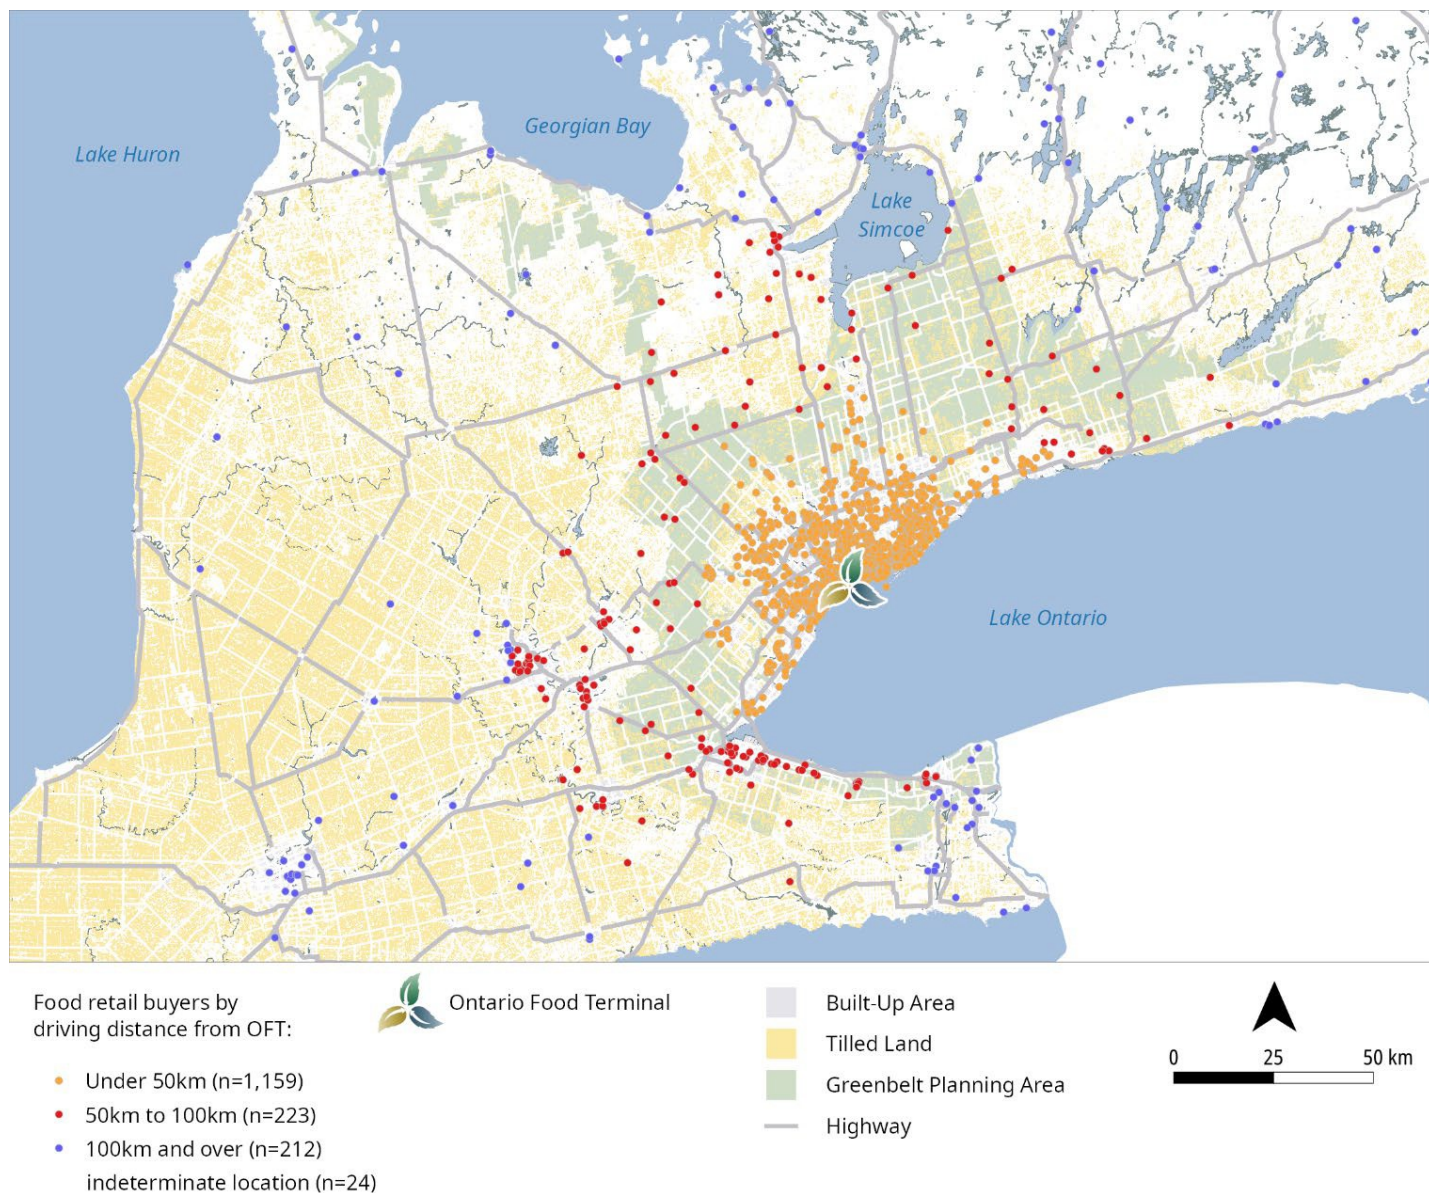 Georgian Bay
Lake Huron
Lake
Simcoe
Lake Ontario
Food retail buyers by
driving distance from OFT:
Under 50km (n=1,159)
50km to 100km (n=223)
100km and over (n=212)
indeterminate location (n=24)
Ontario Food Terminal
Built-Up Area
Tilled Land
Greenbelt Planning Area
Highway
0 25 50 km